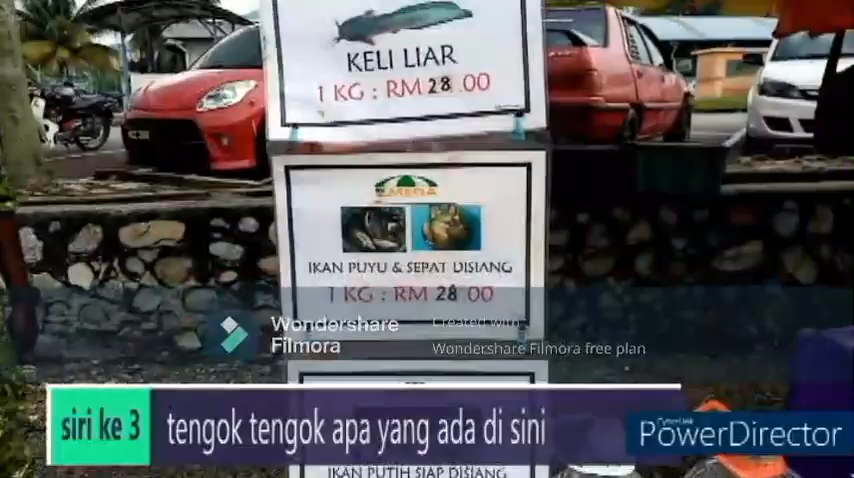 KELI LIAR
1 KG : RM 28 .00
MEGA
IKAN PUYU & SEPAT DISIANG
1 KG : RM 28 .00
Wondershare
Filmora
Created with
Wondershare Filmora free plan
siri ke 3
tengok tengok apa yang ada di sini
CyberLink
PowerDirector
IKAN PUTIH SIAP DISIANG